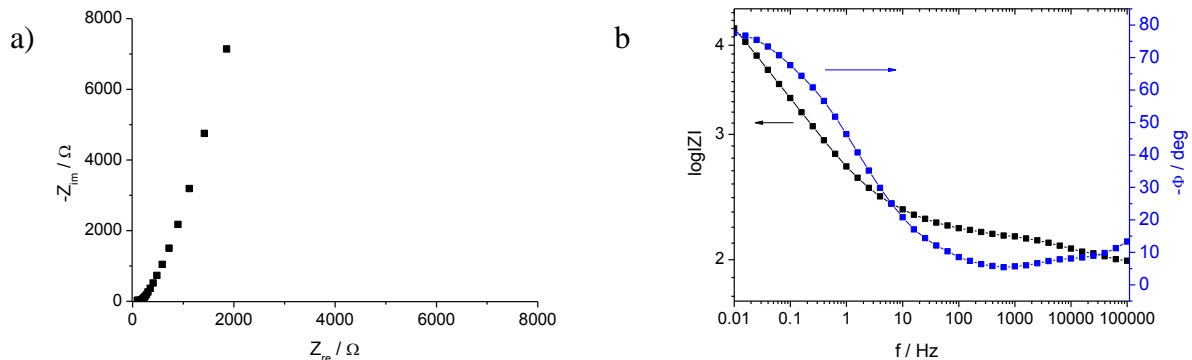 a)
8000
6000
4000
2000
0
-Z_im / Ω
0 2000 4000 6000 8000
Z_re / Ω
b
4
3
2
logIZI
80
70
60
50
40
30
20
10
0
-Φ / deg
0.01 0.1 1 10 100 1000 10000 100000
f / Hz